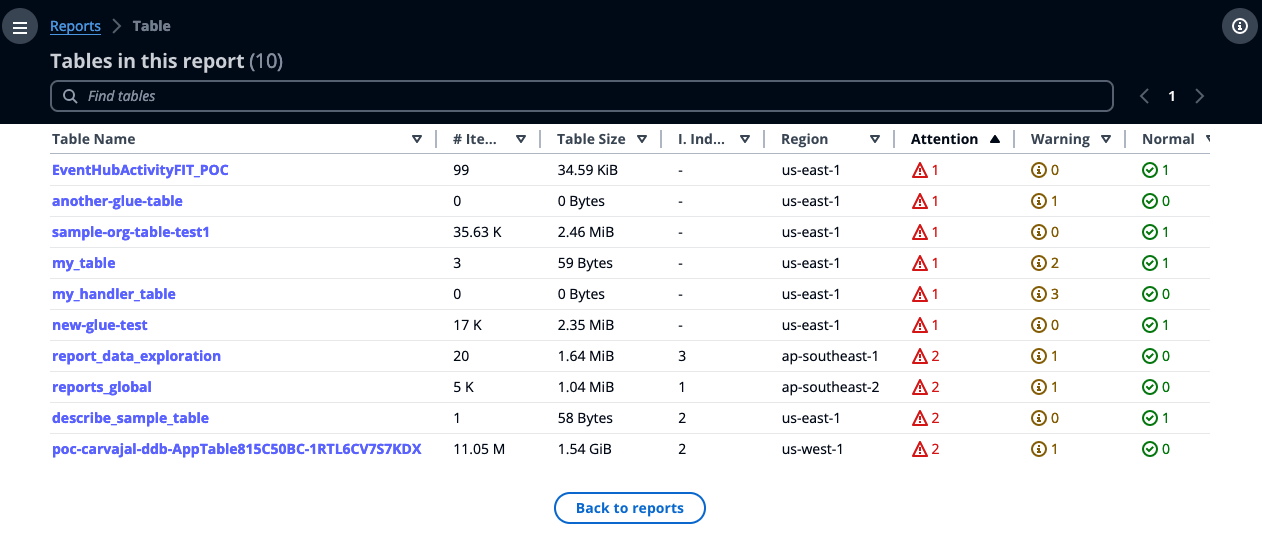 Reports > Table
Tables in this report (10)
Find tables
1
Table Name # Ite... Table Size I. Ind... Region Attention Warning Normal
EventHubActivityFIT_POC 99 34.59 KiB - us-east-1 1 0 1
another-glue-table 0 0 Bytes - us-east-1 1 1 0
sample-org-table-test1 35.63 K 2.46 MiB - us-east-1 1 0 1
my_table 3 59 Bytes - us-east-1 1 2 1
my_handler_table 0 0 Bytes - us-east-1 1 3 0
new-glue-test 17 K 2.35 MiB - us-east-1 1 0 1
report_data_exploration 20 1.64 MiB 3 ap-southeast-1 2 1 0
reports_global 5 K 1.04 MiB 1 ap-southeast-2 2 1 0
describe_sample_table 1 58 Bytes 2 us-east-1 2 0 1
poc-carvajal-ddb-AppTable815C50BC-1RTL6CV7S7KDX 11.05 M 1.54 GiB 2 us-west-1 2 1 0
Back to reports